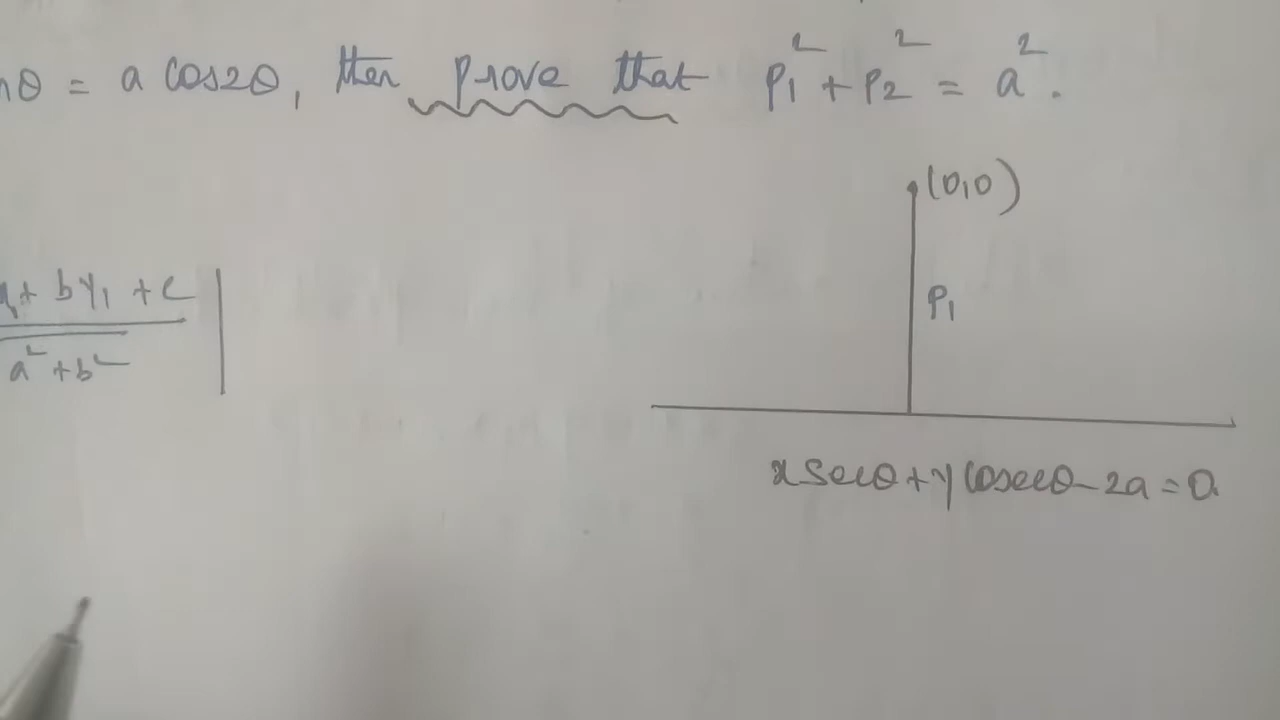 θ = a cos2θ, then prove that p₁² + p₂² = a².
(0,0)
+ by₁ + c
a² + b²
p₁
x secθ + y cosecθ - 2a = 0.